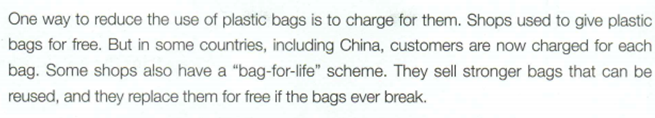 One way to reduce the use of plastic bags is to charge for them. Shops used to give plastic
bags for free. But in some countries, including China, customers are now charged for each
bag. Some shops also have a “bag-for-life” scheme. They sell stronger bags that can be
reused, and they replace them for free if the bags ever break.